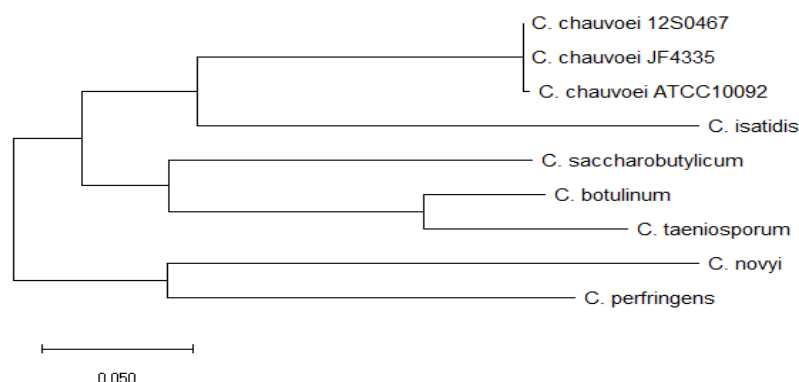 C. chauvoei 12S0467
C. chauvoei JF4335
C. chauvoei ATCC10092
C. isatidis
C. saccharobutylicum
C. botulinum
C. taeniosporum
C. novyi
C. perfringens
0.050